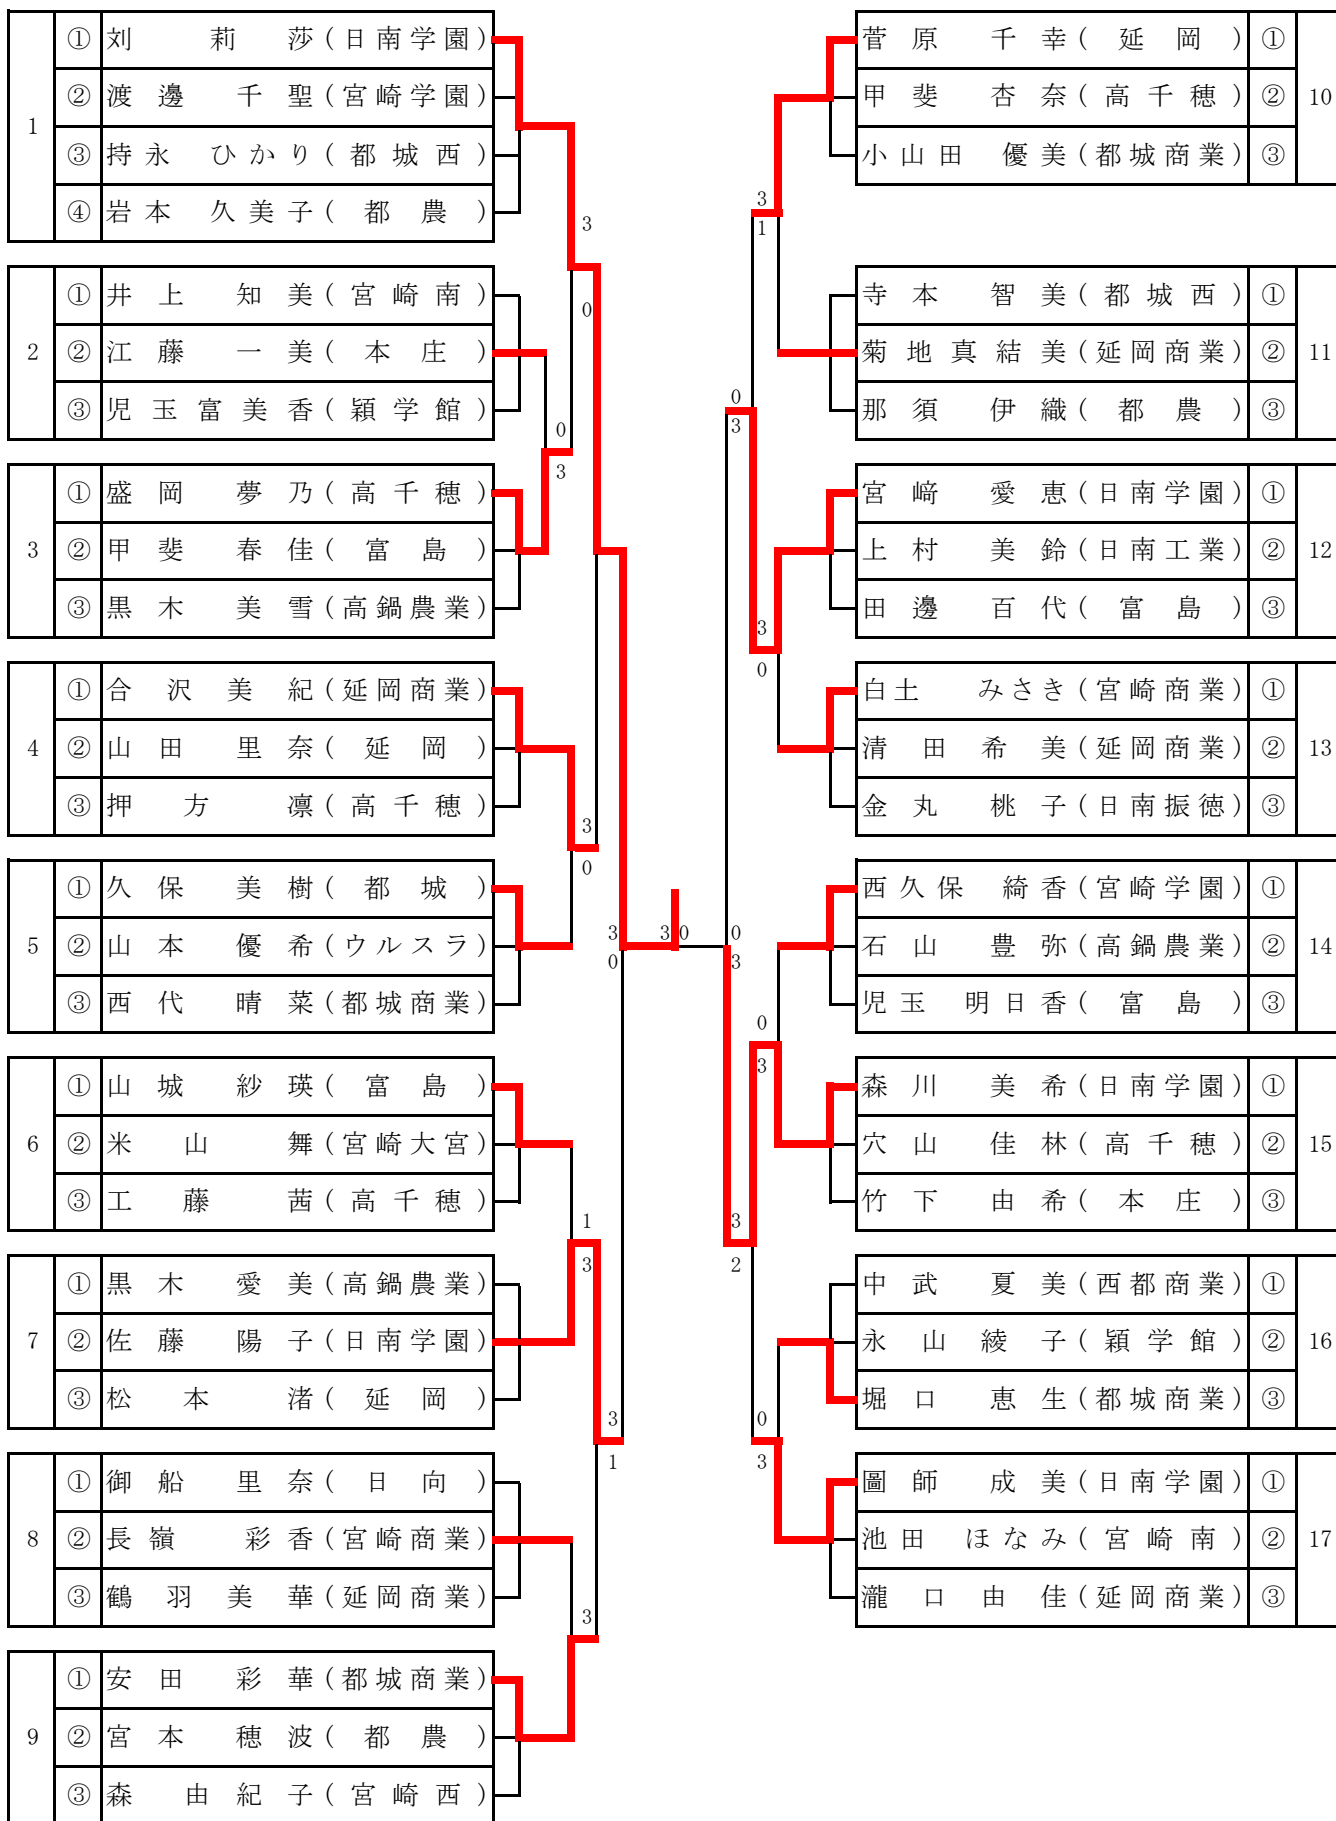 1
① 刘莉莎(日南学園)
② 渡邊千聖(宮崎学園)
③ 持永ひかり(都城西)
④ 岩本久美子(都農)
2
① 井上知美(宮崎南)
② 江藤一美(本庄)
③ 児玉富美香(穎学館)
3
① 盛岡夢乃(高千穂)
② 甲斐春佳(富島)
③ 黒木美雪(高鍋農業)
4
① 合沢美紀(延岡商業)
② 山田里奈(延岡)
③ 押方凛(高千穂)
5
① 久保美樹(都城)
② 山本優希(ウルスラ)
③ 西代晴菜(都城商業)
6
① 山城紗瑛(富島)
② 米山舞(宮崎大宮)
③ 工藤茜(高千穂)
7
① 黒木愛美(高鍋農業)
② 佐藤陽子(日南学園)
③ 松本渚(延岡)
8
① 御船里奈(日向)
② 長嶺彩香(宮崎商業)
③ 鶴羽美華(延岡商業)
9
① 安田彩華(都城商業)
② 宮本穂波(都農)
③ 森由紀子(宮崎西)
3
0
0
3
3
0
3
0
1
3
3
1
3
3 0
3
1
0
3
3
0
0
3
0
3
3
2
0
3
菅原千幸(延岡) ①
甲斐杏奈(高千穂) ②
小山田優美(都城商業) ③
10
寺本智美(都城西) ①
菊地真結美(延岡商業) ②
那須伊織(都農) ③
11
宮﨑愛恵(日南学園) ①
上村美鈴(日南工業) ②
田邊百代(富島) ③
12
白土みさき(宮崎商業) ①
清田希美(延岡商業) ②
金丸桃子(日南振徳) ③
13
西久保綺香(宮崎学園) ①
石山豊弥(高鍋農業) ②
児玉明日香(富島) ③
14
森川美希(日南学園) ①
穴山佳林(高千穂) ②
竹下由希(本庄) ③
15
中武夏美(西都商業) ①
永山綾子(穎学館) ②
堀口恵生(都城商業) ③
16
圖師成美(日南学園) ①
池田ほなみ(宮崎南) ②
瀧口由佳(延岡商業) ③
17